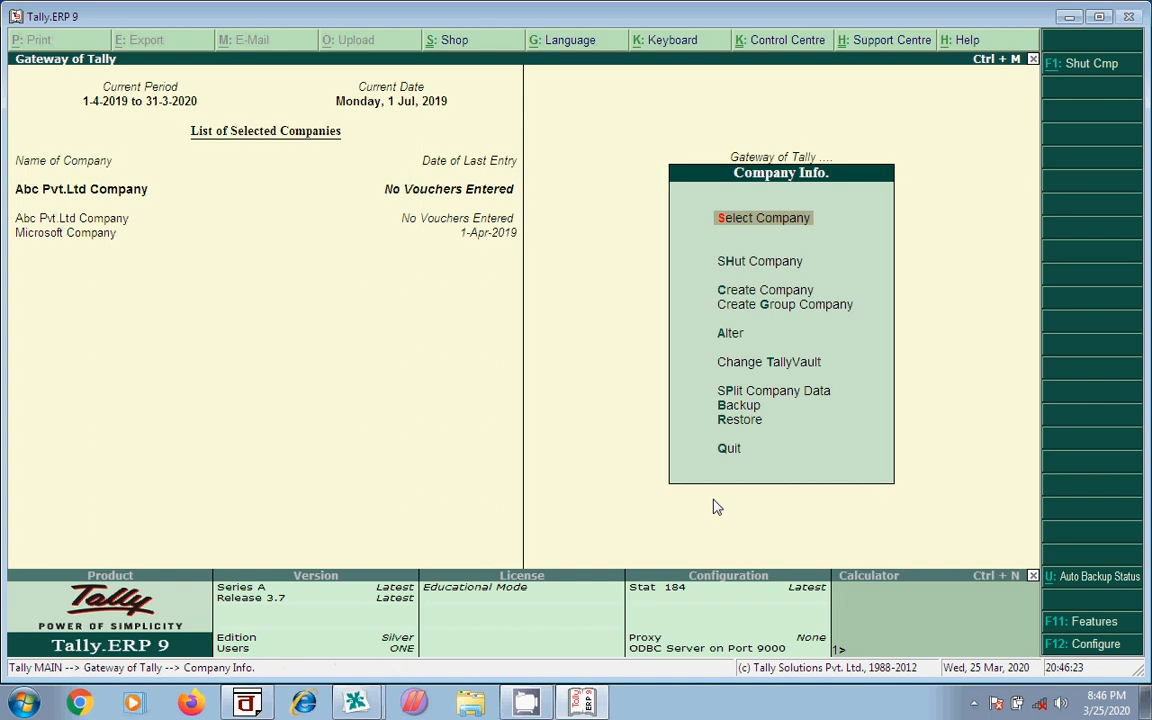 Tally.ERP 9
P: Print E: Export M: E-Mail O: Upload S: Shop G: Language K: Keyboard K: Control Centre H: Support Centre H: Help
Gateway of Tally Ctrl + M
F1: Shut Cmp
Current Period Current Date
1-4-2019 to 31-3-2020 Monday, 1 Jul, 2019
List of Selected Companies
Name of Company Date of Last Entry
Abc Pvt.Ltd Company No Vouchers Entered
Abc Pvt.Ltd Company No Vouchers Entered
Microsoft Company 1-Apr-2019
Gateway of Tally ....
Company Info.
Select Company
SHut Company
Create Company
Create Group Company
Alter
Change TallyVault
SPlit Company Data
Backup
Restore
Quit
Product Version License Configuration Calculator Ctrl + N
U: Auto Backup Status
F11: Features
F12: Configure
Tally
POWER OF SIMPLICITY
Tally.ERP 9
Series A Latest
Release 3.7 Latest
Edition Silver
Users ONE
Educational Mode
Stat 184 Latest
Proxy None
ODBC Server on Port 9000
1>
Tally MAIN --> Gateway of Tally --> Company Info. (c) Tally Solutions Pvt. Ltd., 1988-2012 Wed, 25 Mar, 2020 20:46:23
8:46 PM
3/25/2020